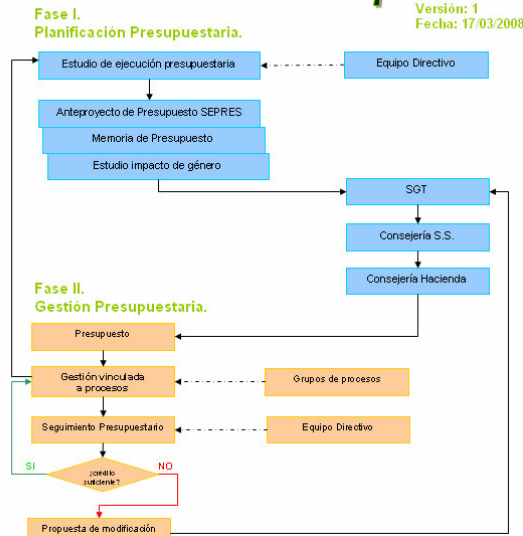 Fase I.
Planificación Presupuestaria.
Versión: 1
Fecha: 17/03/2008
Estudio de ejecución presupuestaria
Equipo Directivo
Anteproyecto de Presupuesto SEPRES
Memoria de Presupuesto
Estudio impacto de género
SGT
Consejería S.S.
Consejería Hacienda
Fase II.
Gestión Presupuestaria.
Presupuesto
Gestión vinculada
a procesos
Grupos de procesos
Seguimiento Presupuestario
Equipo Directivo
SI
NO
¿crédito
suficiente?
Propuesta de modificación